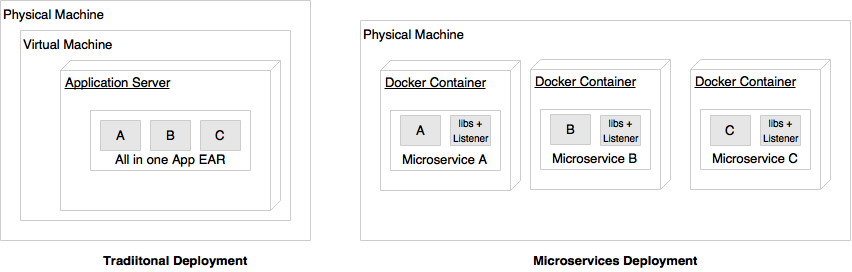 Physical Machine
Virtual Machine
Application Server
A
B
C
All in one App EAR
Tradiitonal Deployment
Physical Machine
Docker Container
A
libs +
Listener
Microservice A
Docker Container
B
libs +
Listener
Microservice B
Docker Container
C
libs +
Listener
Microservice C
Microservices Deployment